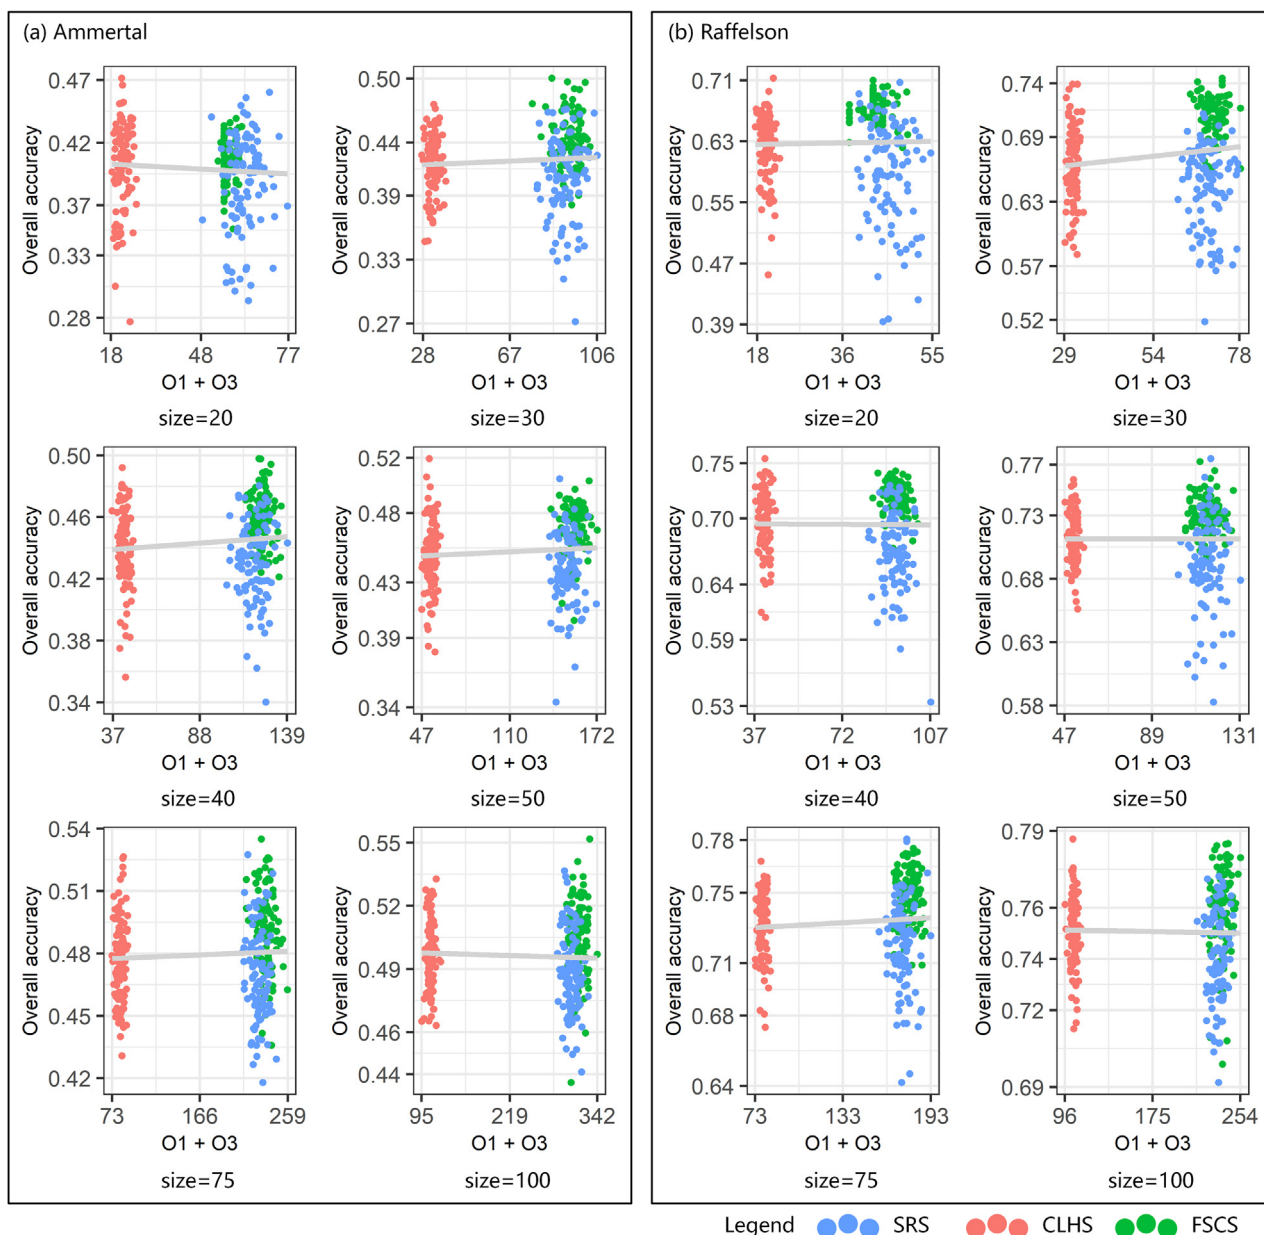 (a) Ammertal
Overall accuracy
0.47
0.42
0.37
0.33
0.28
18 48 77
O1 + O3
size=20
Overall accuracy
0.50
0.44
0.39
0.33
0.27
28 67 106
O1 + O3
size=30
Overall accuracy
0.50
0.46
0.42
0.38
0.34
37 88 139
O1 + O3
size=40
Overall accuracy
0.52
0.48
0.43
0.39
0.34
47 110 172
O1 + O3
size=50
Overall accuracy
0.54
0.51
0.48
0.45
0.42
73 166 259
O1 + O3
size=75
Overall accuracy
0.55
0.52
0.49
0.46
0.44
95 219 342
O1 + O3
size=100
(b) Raffelson
Overall accuracy
0.71
0.63
0.55
0.47
0.39
18 36 55
O1 + O3
size=20
Overall accuracy
0.74
0.69
0.63
0.57
0.52
29 54 78
O1 + O3
size=30
Overall accuracy
0.75
0.70
0.64
0.59
0.53
37 72 107
O1 + O3
size=40
Overall accuracy
0.77
0.73
0.68
0.63
0.58
47 89 131
O1 + O3
size=50
Overall accuracy
0.78
0.75
0.71
0.68
0.64
73 133 193
O1 + O3
size=75
Overall accuracy
0.79
0.76
0.74
0.72
0.69
96 175 254
O1 + O3
size=100
Legend SRS CLHS FSCS